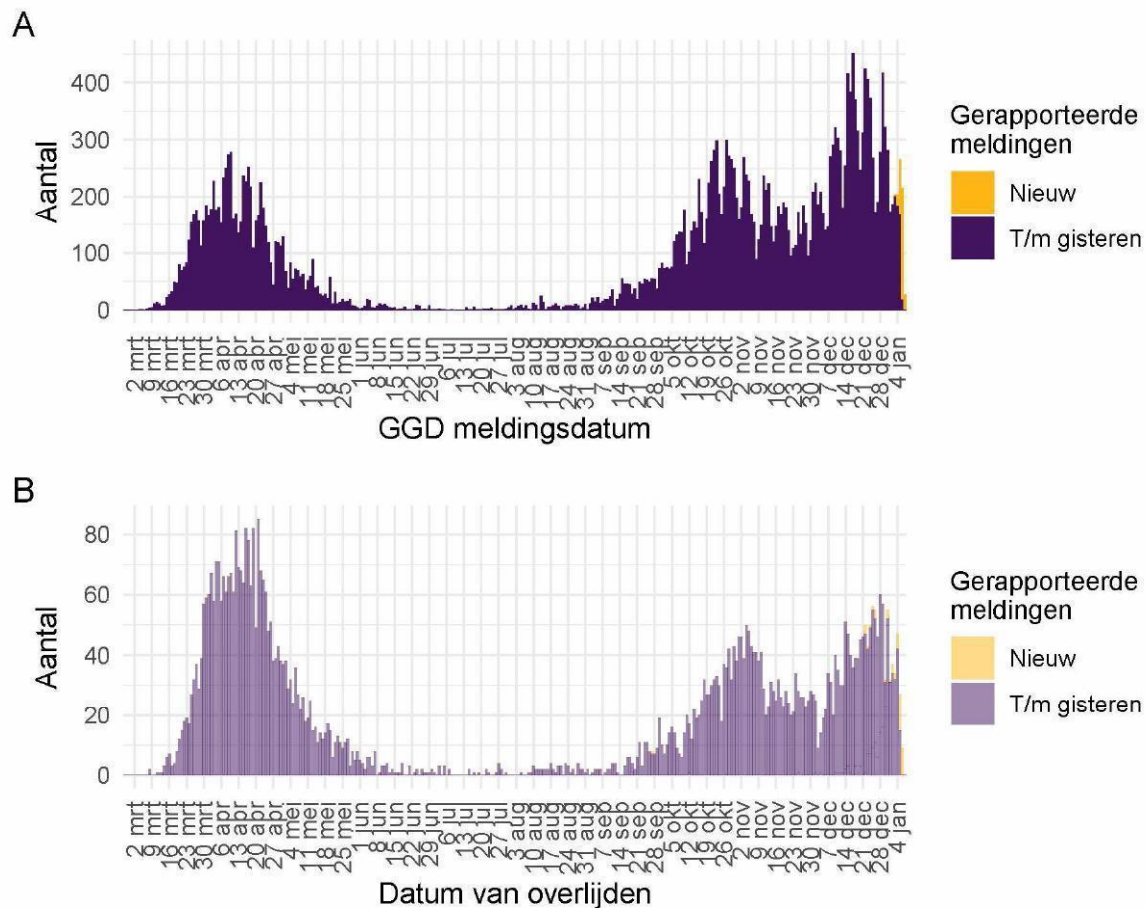 A
400
300
200
100
0
Aantal
2 mrt
9 mrt
16 mrt
23 mrt
30 mrt
6 apr
13 apr
20 apr
27 apr
4 mei
11 mei
18 mei
25 mei
1 jun
8 jun
15 jun
22 jun
29 jun
6 jul
13 jul
20 jul
27 jul
3 aug
10 aug
17 aug
24 aug
31 aug
7 sep
14 sep
21 sep
28 sep
5 okt
12 okt
19 okt
26 okt
2 nov
9 nov
16 nov
23 nov
30 nov
7 dec
14 dec
21 dec
28 dec
4 jan
GGD meldingsdatum
Gerapporteerde
meldingen
Nieuw
T/m gisteren
B
80
60
40
20
0
Aantal
2 mrt
9 mrt
16 mrt
23 mrt
30 mrt
6 apr
13 apr
20 apr
27 apr
4 mei
11 mei
18 mei
25 mei
1 jun
8 jun
15 jun
22 jun
29 jun
6 jul
13 jul
20 jul
27 jul
3 aug
10 aug
17 aug
24 aug
31 aug
7 sep
14 sep
21 sep
28 sep
5 okt
12 okt
19 okt
26 okt
2 nov
9 nov
16 nov
23 nov
30 nov
7 dec
14 dec
21 dec
28 dec
4 jan
Datum van overlijden
Gerapporteerde
meldingen
Nieuw
T/m gisteren